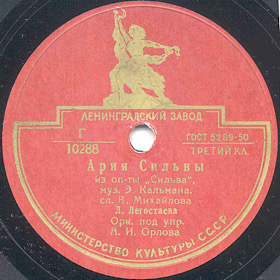 ЛЕНИНГРАДСКИЙ ЗАВОД
Г
10288
ГОСТ 5289-50
ТРЕТИЙ КЛ.
Ария Сильвы
из оп-ты „Сильва",
муз. Э. Кальмана,
сл. В. Михайлова
Л. Легостаева
Орк. под упр.
А. И. Орлова
МИНИСТЕРСТВО КУЛЬТУРЫ СССР